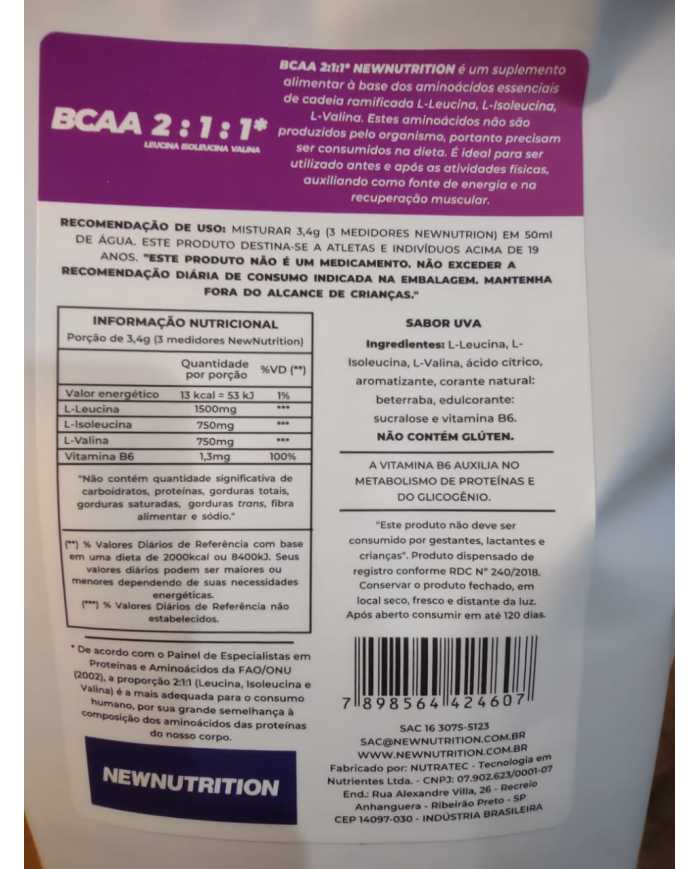 BCAA 2:1:1*
LEUCINA ISOLEUCINA VALINA
BCAA 2:1:1* NEWNUTRITION é um suplemento
alimentar à base dos aminoácidos essenciais
de cadeia ramificada L-Leucina, L-Isoleucina,
L-Valina. Estes aminoácidos não são
produzidos pelo organismo, portanto precisam
ser consumidos na dieta. É ideal para ser
utilizado antes e após as atividades físicas,
auxiliando como fonte de energia e na
recuperação muscular.
RECOMENDAÇÃO DE USO: MISTURAR 3,4g (3 MEDIDORES NEWNUTRION) EM 50ml
DE ÁGUA. ESTE PRODUTO DESTINA-SE A ATLETAS E INDIVÍDUOS ACIMA DE 19
ANOS. "ESTE PRODUTO NÃO É UM MEDICAMENTO. NÃO EXCEDER A
RECOMENDAÇÃO DIÁRIA DE CONSUMO INDICADA NA EMBALAGEM. MANTENHA
FORA DO ALCANCE DE CRIANÇAS."
INFORMAÇÃO NUTRICIONAL
Porção de 3,4g (3 medidores NewNutrition)
Quantidade
por porção %VD (**)
Valor energético 13 kcal = 53 kJ 1%
L-Leucina 1500mg ***
L-Isoleucina 750mg ***
L-Valina 750mg ***
Vitamina B6 1,3mg 100%
"Não contém quantidade significativa de
carboidratos, proteínas, gorduras totais,
gorduras saturadas, gorduras trans, fibra
alimentar e sódio."
(**) % Valores Diários de Referência com base
em uma dieta de 2000kcal ou 8400kJ. Seus
valores diários podem ser maiores ou
menores dependendo de suas necessidades
energéticas.
(***) % Valores Diários de Referência não
estabelecidos.
* De acordo com o Painel de Especialistas em
Proteínas e Aminoácidos da FAO/ONU
(2002), a proporção 2:1:1 (Leucina, Isoleucina e
Valina) é a mais adequada para o consumo
humano, por sua grande semelhança à
composição dos aminoácidos das proteínas
do nosso corpo.
NEWNUTRITION
SABOR UVA
Ingredientes: L-Leucina, L-
Isoleucina, L-Valina, ácido cítrico,
aromatizante, corante natural:
beterraba, edulcorante:
sucralose e vitamina B6.
NÃO CONTÉM GLÚTEN.
A VITAMINA B6 AUXILIA NO
METABOLISMO DE PROTEÍNAS E
DO GLICOGÊNIO.
"Este produto não deve ser
consumido por gestantes, lactantes e
crianças". Produto dispensado de
registro conforme RDC Nº 240/2018.
Conservar o produto fechado, em
local seco, fresco e distante da luz.
Após aberto consumir em até 120 dias.
7 898564 424607
SAC 16 3075-5123
SAC@NEWNUTRITION.COM.BR
WWW.NEWNUTRITION.COM.BR
Fabricado por: NUTRATEC - Tecnologia em
Nutrientes Ltda. - CNPJ: 07.902.623/0001-07
End.: Rua Alexandre Villa, 26 - Recreio
Anhanguera - Ribeirão Preto - SP
CEP 14097-030 - INDÚSTRIA BRASILEIRA